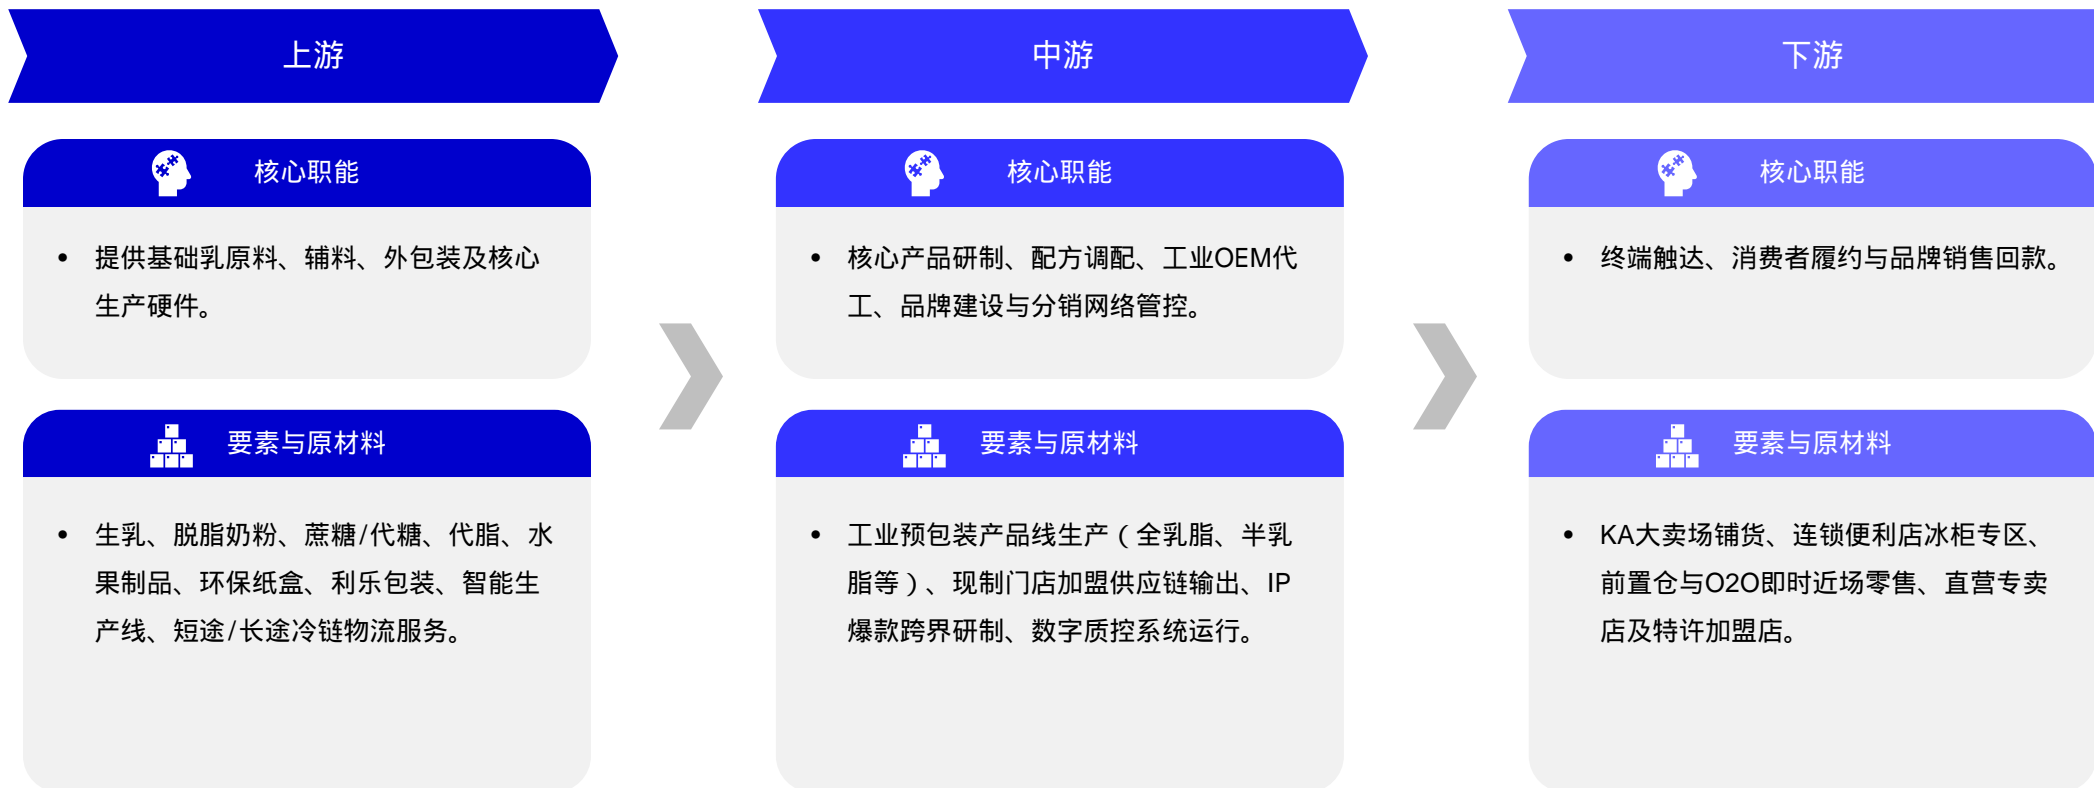 上游
核心职能
• 提供基础乳原料、辅料、外包装及核心
生产硬件。
要素与原材料
• 生乳、脱脂奶粉、蔗糖/代糖、代脂、水
果制品、环保纸盒、利乐包装、智能生
产线、短途/长途冷链物流服务。
中游
核心职能
• 核心产品研制、配方调配、工业OEM代
工、品牌建设与分销网络管控。
要素与原材料
• 工业预包装产品线生产（全乳脂、半乳
脂等）、现制门店加盟供应链输出、IP
爆款跨界研制、数字质控系统运行。
下游
核心职能
• 终端触达、消费者履约与品牌销售回款。
要素与原材料
• KA大卖场铺货、连锁便利店冰柜专区、
前置仓与O2O即时近场零售、直营专卖
店及特许加盟店。